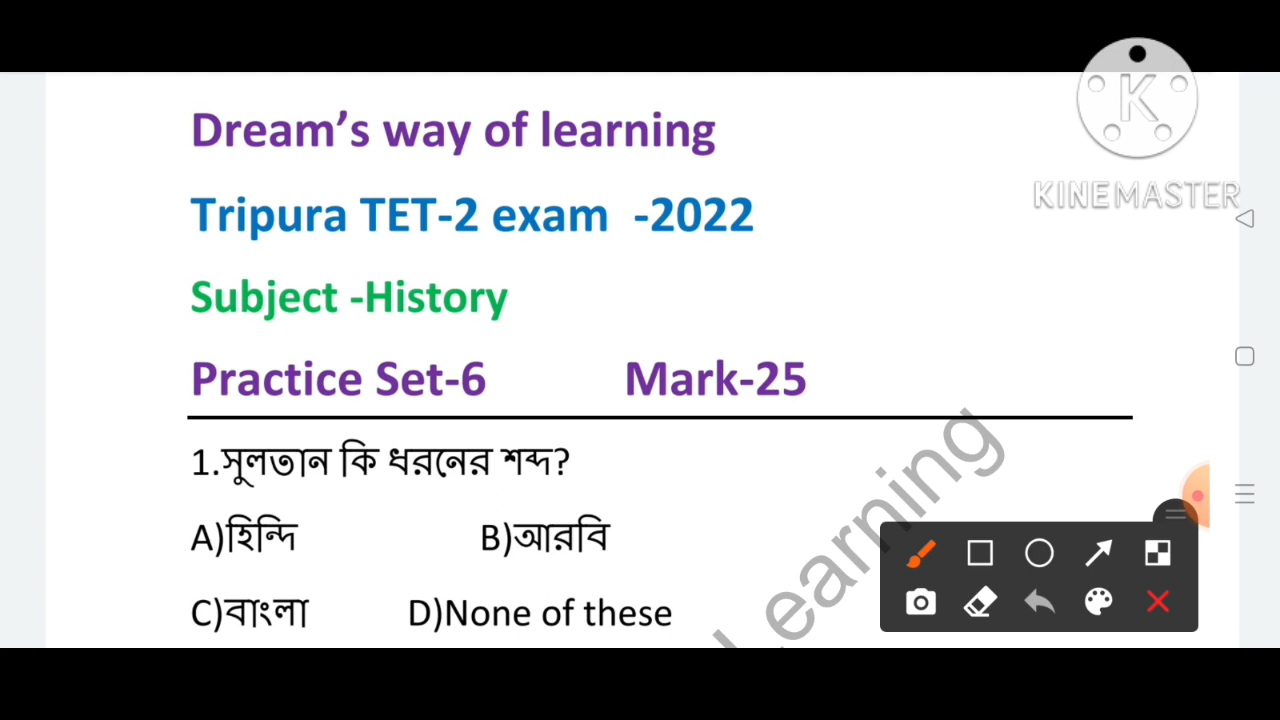 Dream’s way of learning
Tripura TET-2 exam -2022
Subject -History
Practice Set-6 Mark-25
1.সুলতান কি ধরনের শব্দ?
A)হিন্দি B)আরবি
C)বাংলা D)None of these
Learning
K
KINEMASTER